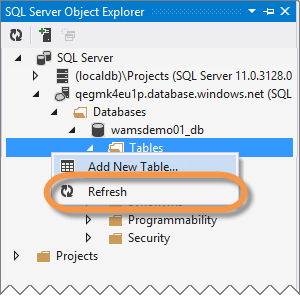 SQL Server Object Explorer
SQL Server
(localdb)\Projects (SQL Server 11.0.3128.0
qegmk4eu1p.database.windows.net (SQL
Databases
wamsdemo01_db
Tables
Add New Table...
Refresh
Programmability
Security
Projects